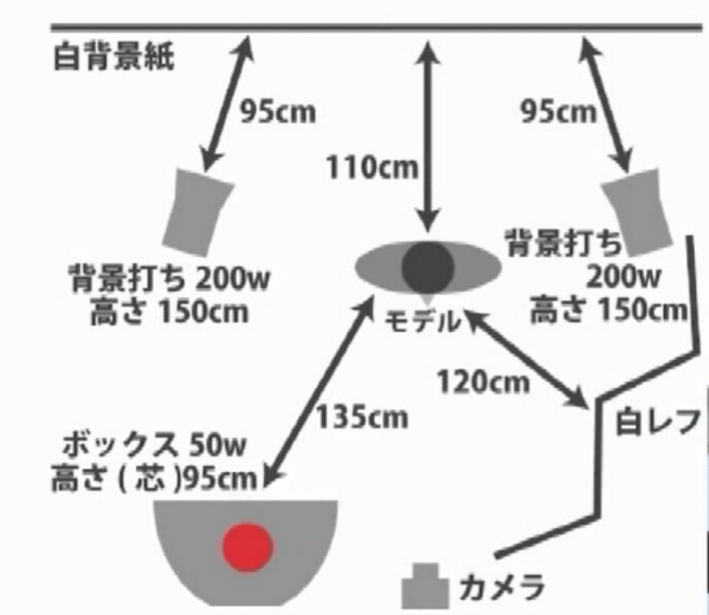 白背景紙
95cm
95cm
110cm
背景打ち 200w
高さ 150cm
背景打ち
200w
高さ 150cm
モデル
120cm
135cm
白レフ
ボックス 50w
高さ ( 芯 )95cm
カメラ